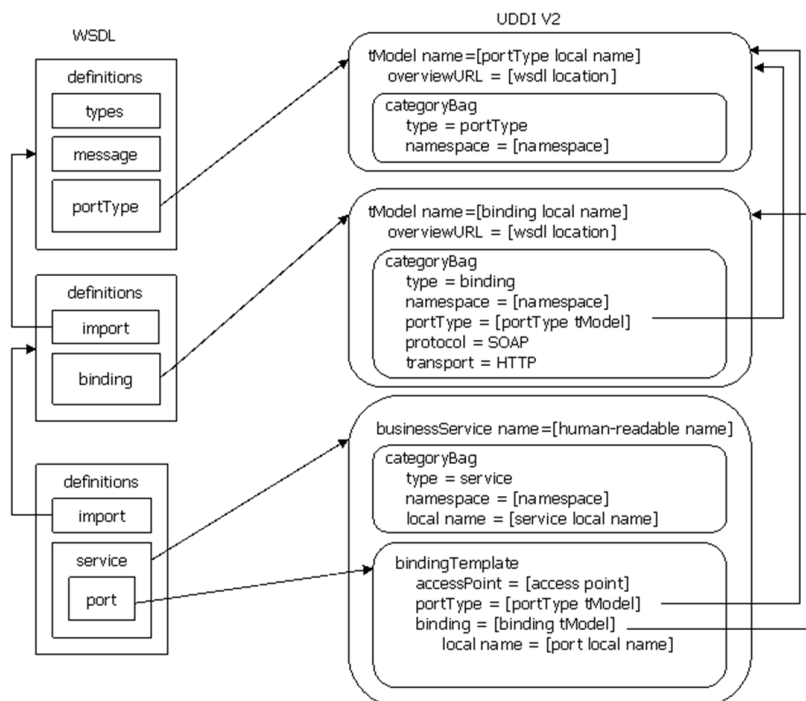 WSDL
definitions
types
message
portType
definitions
import
binding
definitions
import
service
port
UDDI V2
tModel name=[portType local name]
overviewURL = [wsdl location]
categoryBag
type = portType
namespace = [namespace]
tModel name=[binding local name]
overviewURL = [wsdl location]
categoryBag
type = binding
namespace = [namespace]
portType = [portType tModel]
protocol = SOAP
transport = HTTP
businessService name=[human-readable name]
categoryBag
type = service
namespace = [namespace]
local name = [service local name]
bindingTemplate
accessPoint = [access point]
portType = [portType tModel]
binding = [binding tModel]
local name = [port local name]